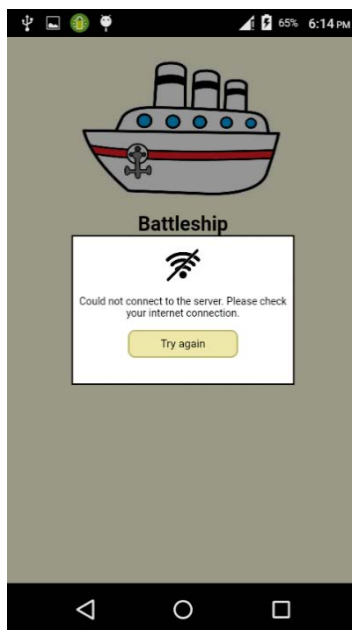 65% 6:14 PM
Battleship
Could not connect to the server. Please check
your internet connection.
Try again